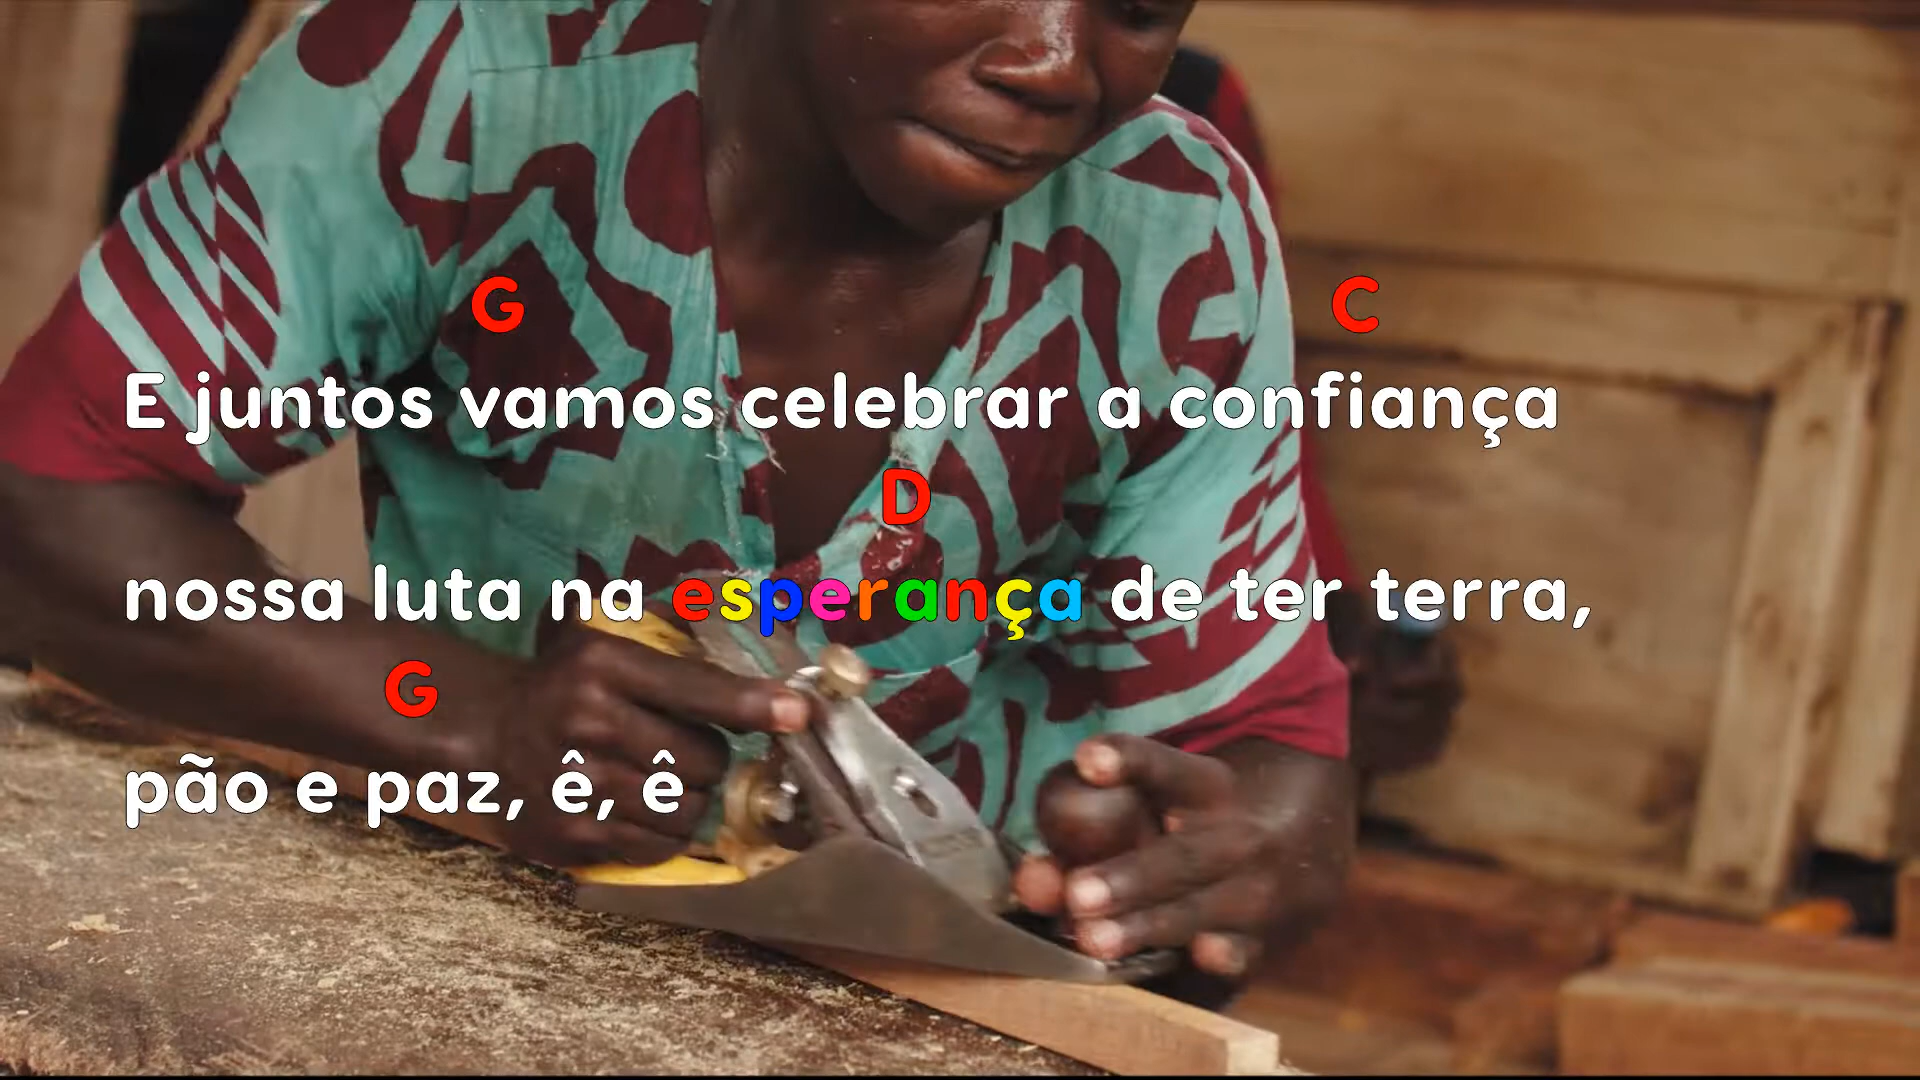 G C
E juntos vamos celebrar a confiança
D
nossa luta na esperança de ter terra,
G
pão e paz, ê, ê